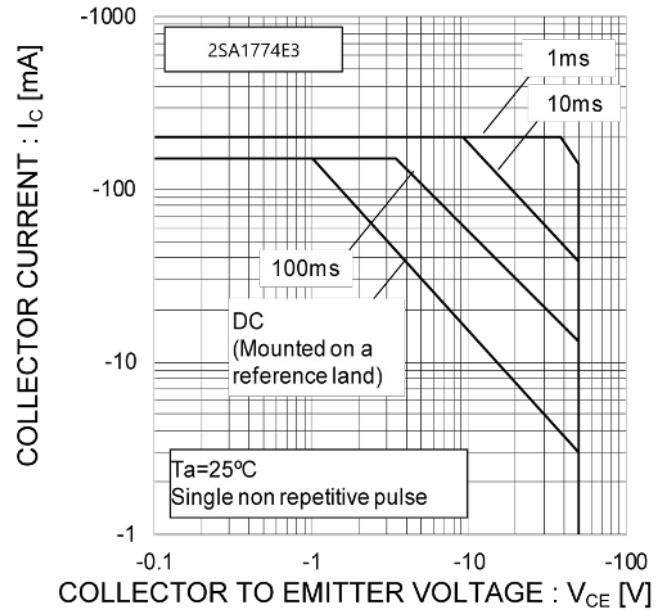 -1000
2SA1774E3
1ms
10ms
COLLECTOR CURRENT : IC [mA]
-100
100ms
DC
(Mounted on a
reference land)
-10
Ta=25ºC
Single non repetitive pulse
-1
-0.1
-1
-10
-100
COLLECTOR TO EMITTER VOLTAGE : VCE [V]